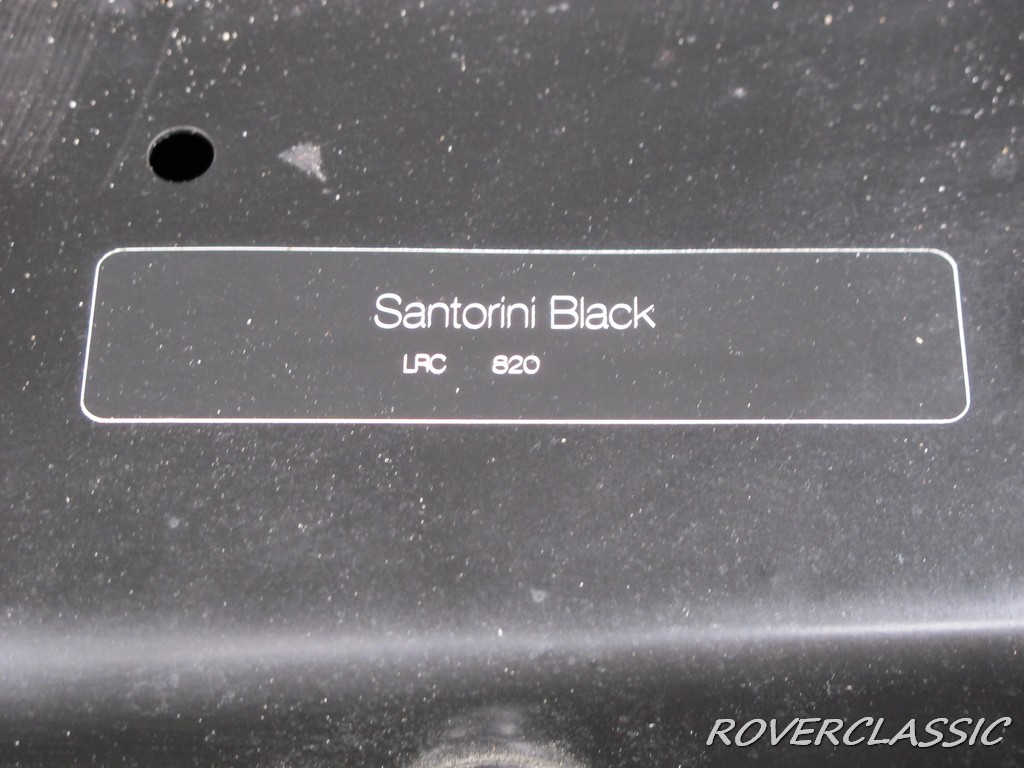 Santorini Black
LRC 820
ROVERCLASSIC